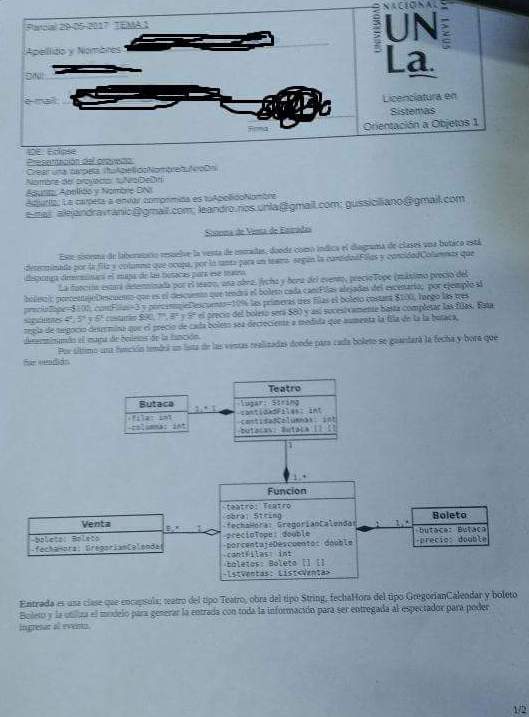 Parcial 29-05-2017 TEMA 1
Apellido y Nombres
DNI:
e-mail:
Firma
UNIVERSIDAD NACIONAL DE LANUS
UNLa.
Licenciatura en
Sistemas
Orientación a Objetos 1
IDE: Eclipse
Presentación del proyecto:
Crear una carpeta
Nombre del proyecto: tuNroDeDni
Asunto: Apellido y Nombre DNI
Adjunto: La carpeta a enviar comprimida es tuApellidoNombre
e-mail: alejandravranic@gmail.com; leandro.rios.unla@gmail.com; gussiciliano@gmail.com
Sistema de Venta de Entradas
Este sistema de laboratorio resuelve la venta de entradas, donde como indica el diagrama de clases una butaca está
determinada por la fila y columna que ocupa, por lo tanto para un teatro según la cantidadFilas y cantidadColumnas que
disponga determinará el mapa de las butacas para ese teatro.
La función estará determinada por el teatro, una obra, fecha y hora del evento, precioTope (máximo precio del
boleto); porcentajeDescuento que es el descuento que tendrá el boleto cada cantFilas alejadas del escenario, por ejemplo si
precioTope=$100, cantFilas=3 y porcentajeDescuento=10% las primeras tres filas el boleto costará $100, luego las tres
siguientes 4º, 5º y 6º costarán $90, 7º, 8º y 9º el precio del boleto será $80 y así sucesivamente hasta completar las filas. Esta
regla de negocio determino que el precio de cada boleto sea decreciente a medida que aumenta la fila de la butaca,
determinando el mapa de boletos de la función.
Por último una función tendrá un lista de las ventas realizadas donde para cada boleto se guardará la fecha y hora que
fue vendido.
Teatro
-lugar: String
-cantidadFilas: int
-cantidadColumnas: int
-butacas: Butaca [] []
Butaca
-fila: int
-columna: int
1..* 1
1
1..*
Funcion
-teatro: Teatro
-obra: String
-fechaHora: GregorianCalendar
-precioTope: double
-porcentajeDescuento: double
-cantFilas: int
-boletos: Boleto [] []
-lstVentas: List<Venta>
Venta
-boleto: Boleto
-fechaHora: GregorianCalendar
0..* 1
1 1..*
Boleto
-butaca: Butaca
-precio: double
Entrada es una clase que encapsula: teatro del tipo Teatro, obra del tipo String, fechaHora del tipo GregorianCalendar y boleto
Boleto y la utiliza el modelo para generar la entrada con toda la información para ser entregada al espectador para poder
ingresar al evento.
1/2